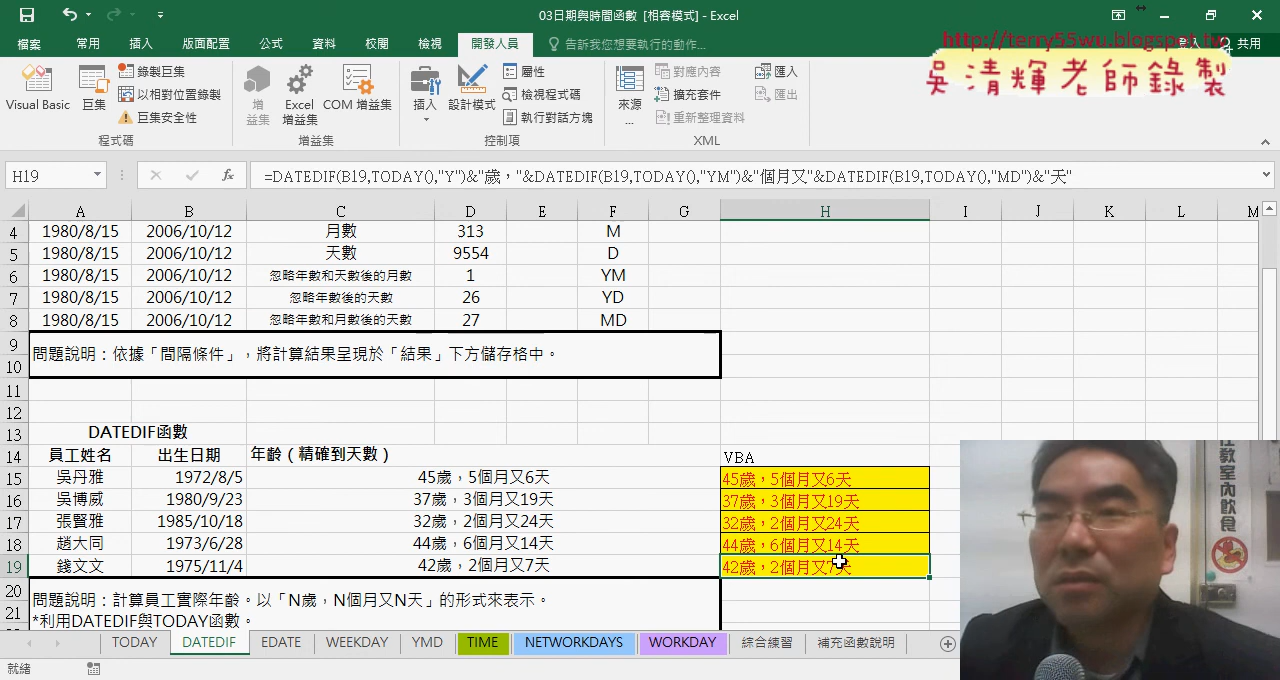 03日期與時間函數 [相容模式] - Excel
檔案 常用 插入 版面配置 公式 資料 校閱 檢視 開發人員 告訴我您想要執行的動作... 登入 共用
http://terry55wu.blogspot.tw
吳清輝老師錄製
Visual Basic 巨集 錄製巨集 以相對位置錄製 巨集安全性 程式碼
增益集 Excel 增益集 COM 增益集 增益集
插入 設計模式 屬性 檢視程式碼 執行對話方塊 控制項
來源... 對應內容 擴充套件 重新整理資料 匯入 匯出 XML
H19 fx =DATEDIF(B19,TODAY(),"Y")&"歲，"&DATEDIF(B19,TODAY(),"YM")&"個月又"&DATEDIF(B19,TODAY(),"MD")&"天"
A B C D E F G H I J K L M
4 1980/8/15 2006/10/12 月數 313 M
5 1980/8/15 2006/10/12 天數 9554 D
6 1980/8/15 2006/10/12 忽略年數和天數後的月數 1 YM
7 1980/8/15 2006/10/12 忽略年數後的天數 26 YD
8 1980/8/15 2006/10/12 忽略年數和月數後的天數 27 MD
9
問題說明：依據「間隔條件」，將計算結果呈現於「結果」下方儲存格中。
10
11
12
13 DATEDIF函數
14 員工姓名 出生日期 年齡（精確到天數） VBA
15 吳丹雅 1972/8/5 45歲，5個月又6天 45歲，5個月又6天
16 吳博威 1980/9/23 37歲，3個月又19天 37歲，3個月又19天
17 張賢雅 1985/10/18 32歲，2個月又24天 32歲，2個月又24天
18 趙大同 1973/6/28 44歲，6個月又14天 44歲，6個月又14天
19 錢文文 1975/11/4 42歲，2個月又7天 42歲，2個月又7天
20 問題說明：計算員工實際年齡。以「N歲，N個月又N天」的形式來表示。
21 *利用DATEDIF與TODAY函數。
TODAY DATEDIF EDATE WEEKDAY YMD TIME NETWORKDAYS WORKDAY 綜合練習 補充函數說明
就緒
教室內飲食